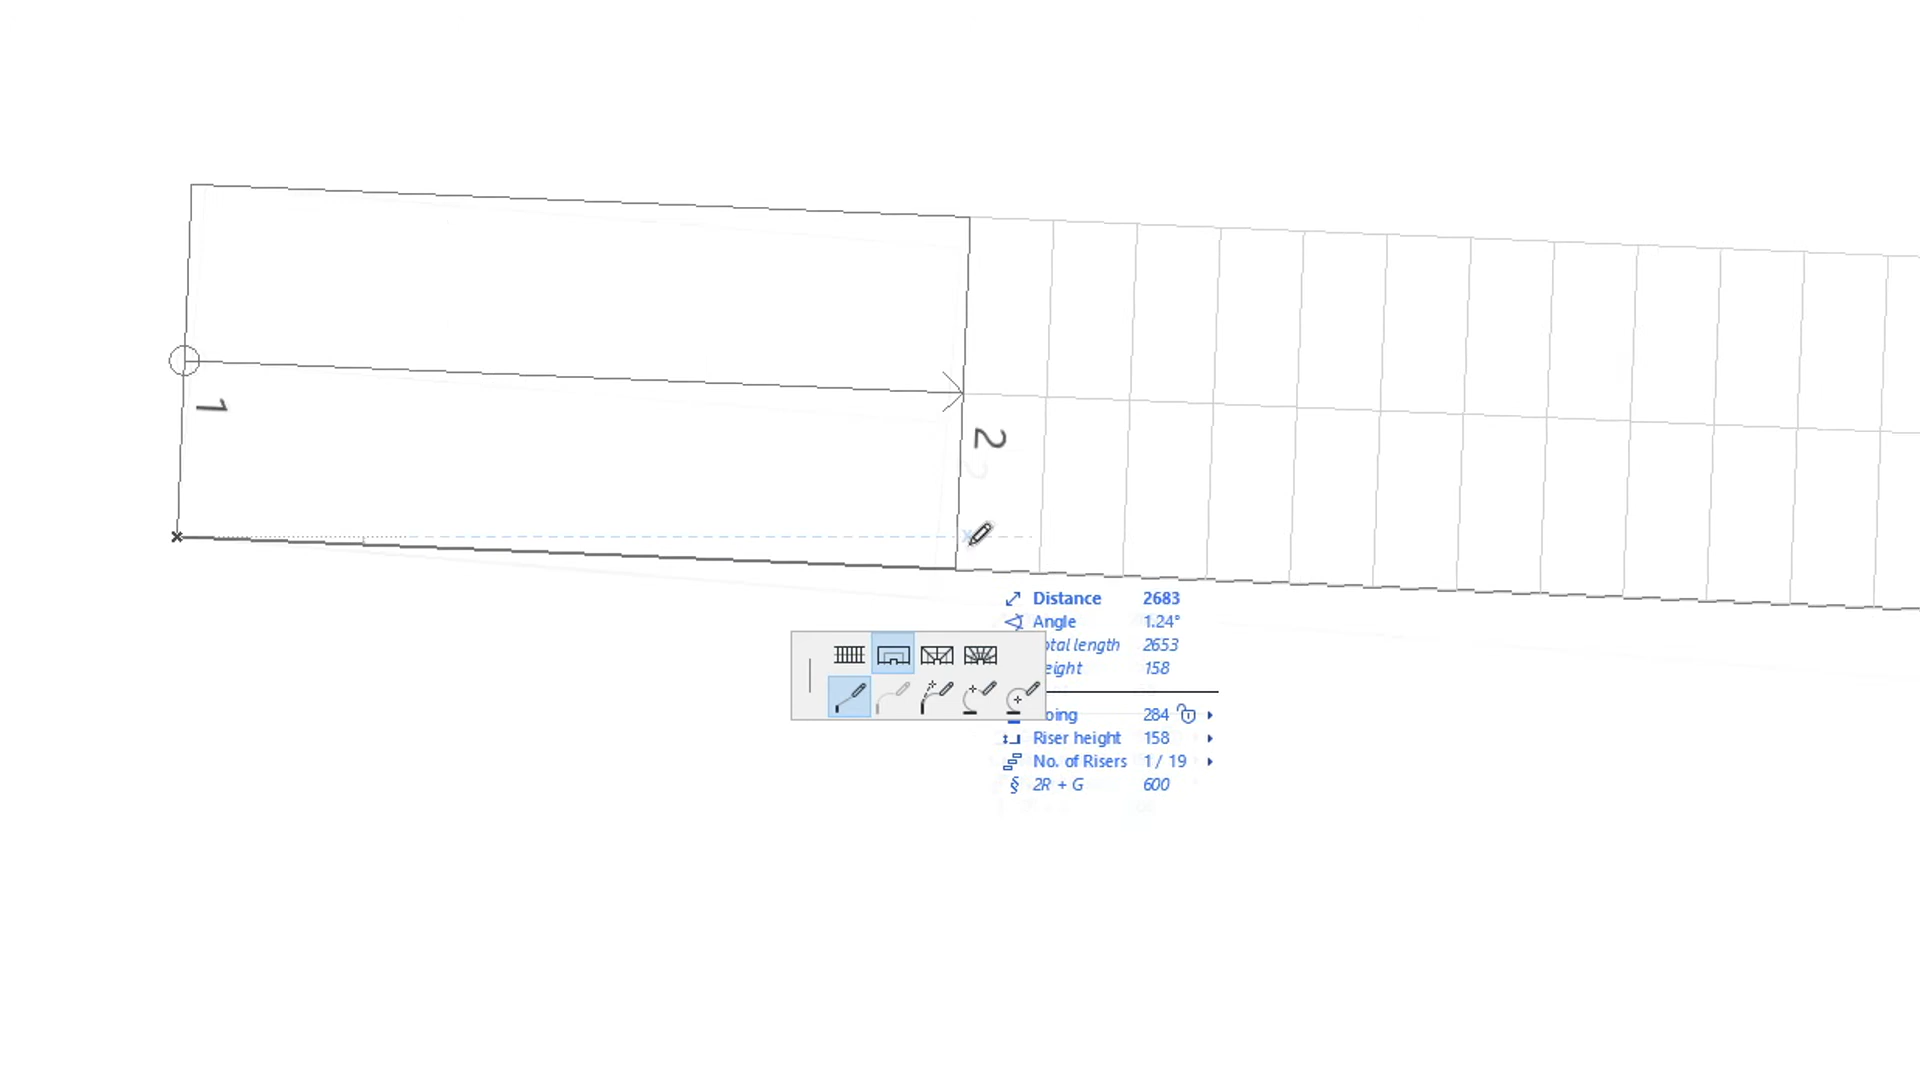 1
2
Distance 2683
Angle 1.24°
otal length 2653
eight 158
oing 284
Riser height 158
No. of Risers 1 / 19
§ 2R + G 600